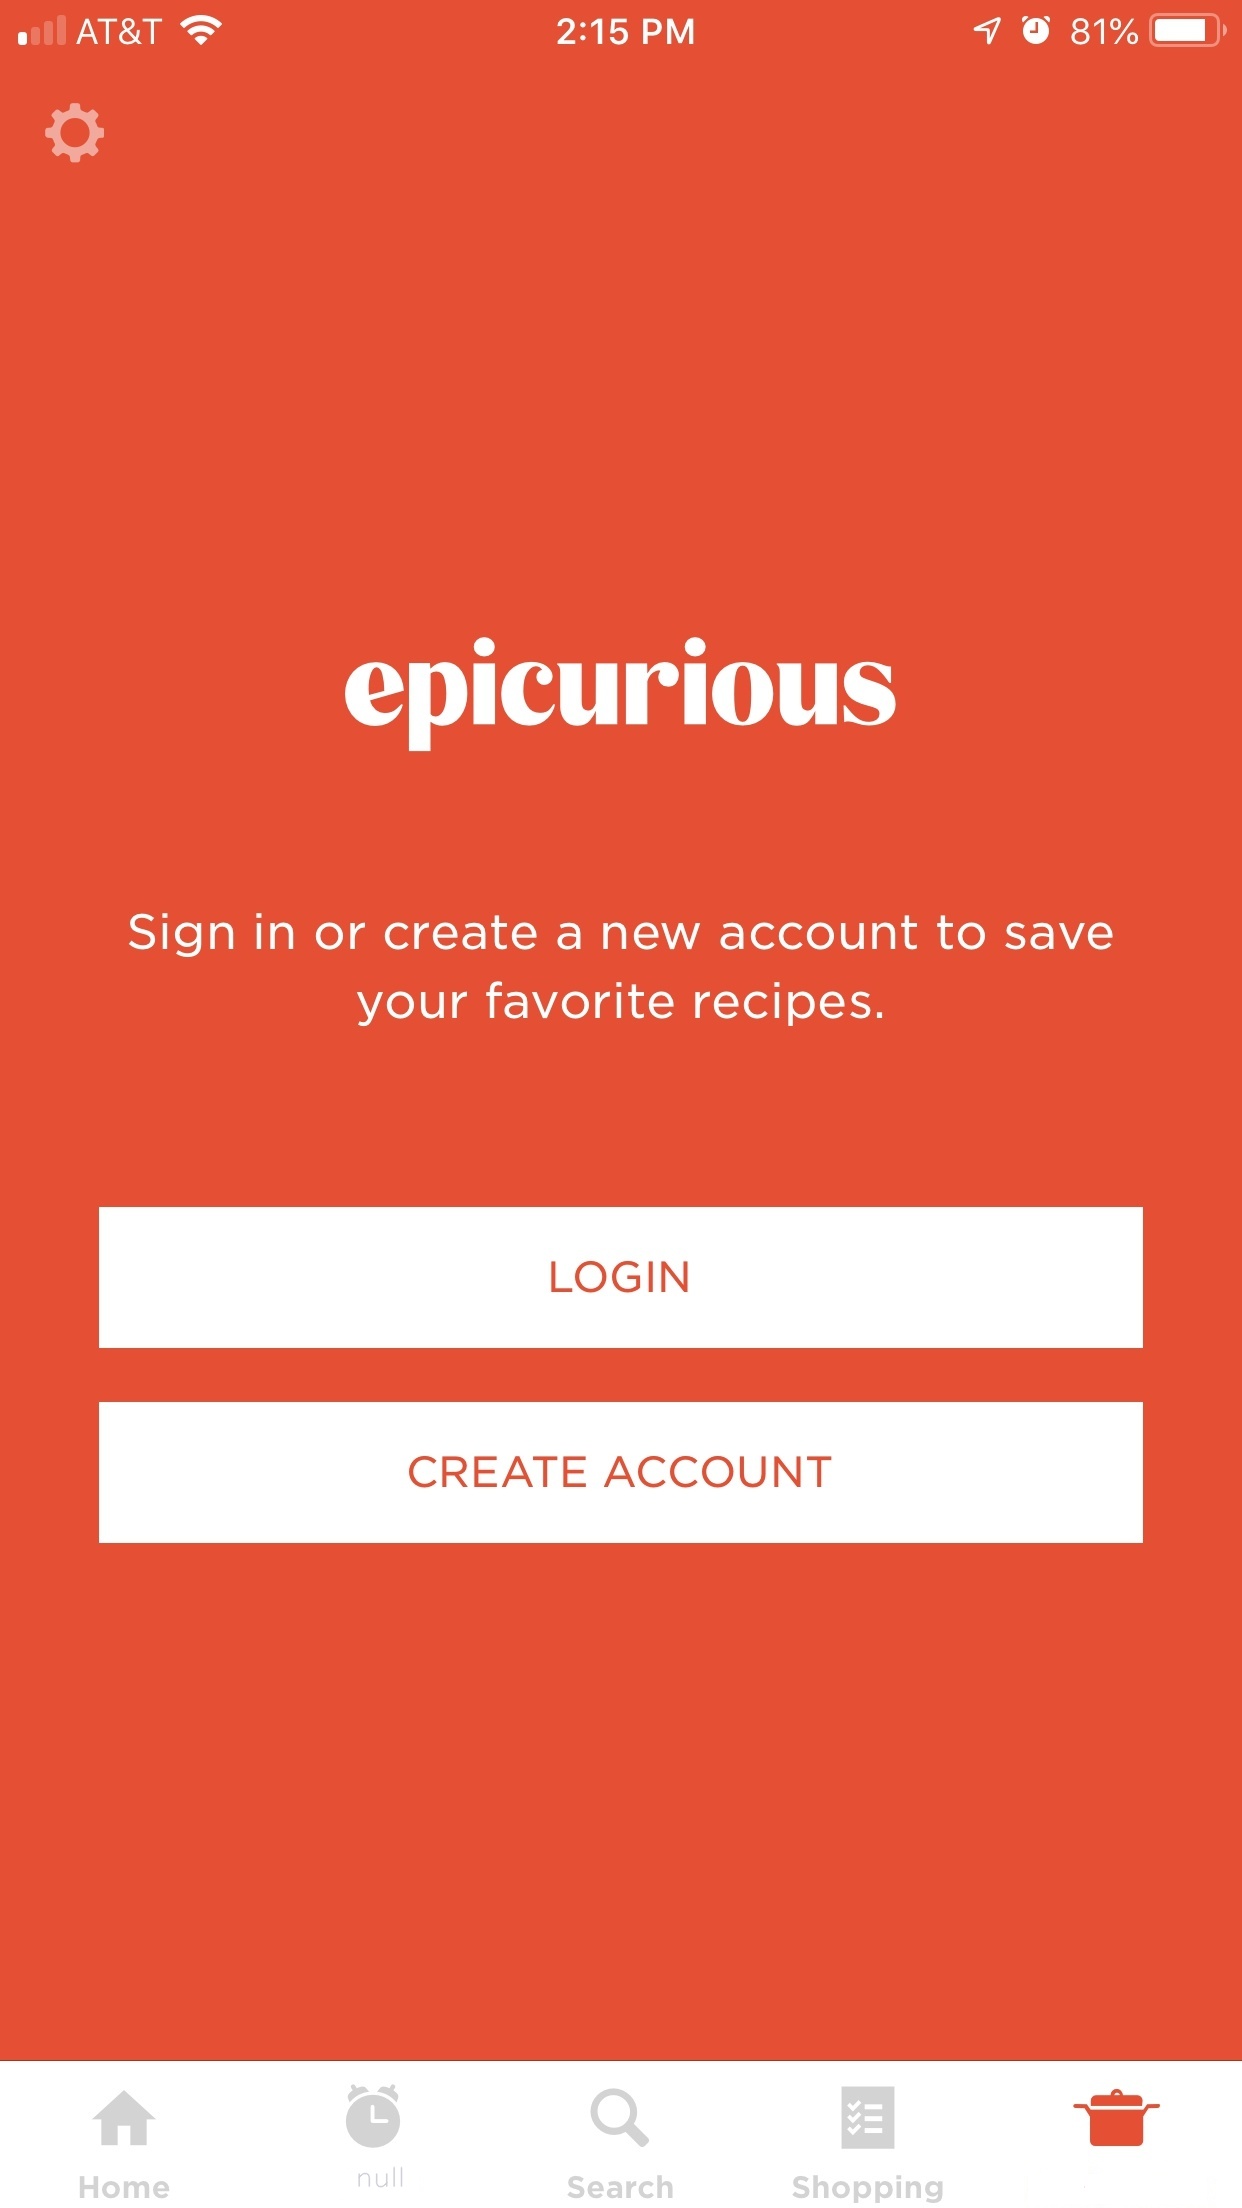 AT&T 2:15 PM 81%
epicurious
Sign in or create a new account to save
your favorite recipes.
LOGIN
CREATE ACCOUNT
Home null Search Shopping